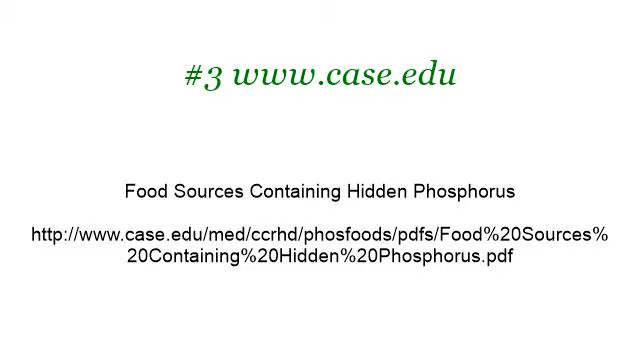 #3 www.case.edu
Food Sources Containing Hidden Phosphorus
http://www.case.edu/med/ccrhd/phosfoods/pdfs/Food%20Sources%
20Containing%20Hidden%20Phosphorus.pdf